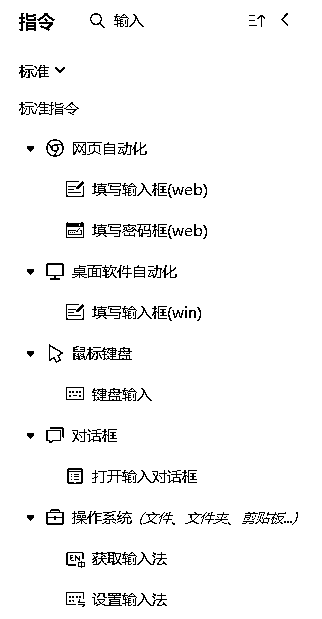 指令 输入
标准
标准指令
网页自动化
填写输入框(web)
填写密码框(web)
桌面软件自动化
填写输入框(win)
鼠标键盘
键盘输入
对话框
打开输入对话框
操作系统 (文件、文件夹、剪贴板...)
获取输入法
设置输入法